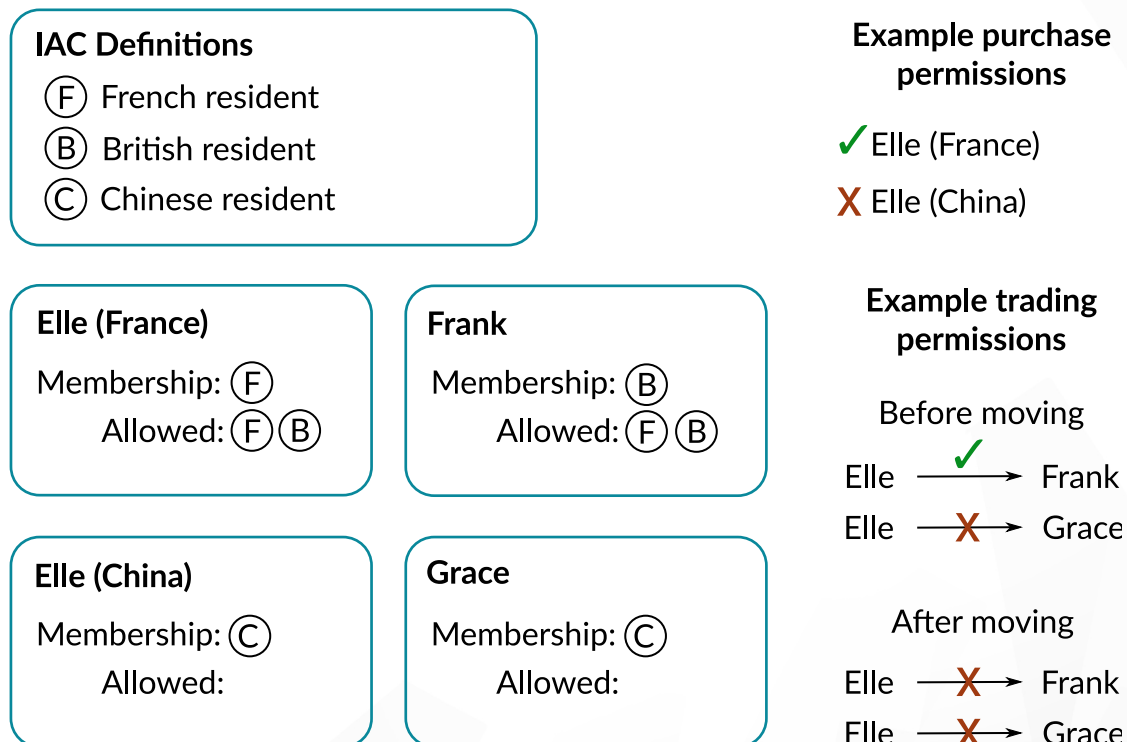 IAC Definitions
F French resident
B British resident
C Chinese resident
Example purchase
permissions
✓ Elle (France)
X Elle (China)
Elle (France)
Membership: F
Allowed: F B
Frank
Membership: B
Allowed: F B
Elle (China)
Membership: C
Allowed:
Grace
Membership: C
Allowed:
Example trading
permissions
Before moving
✓
Elle → Frank
Elle X→ Grace
After moving
Elle X→ Frank
Elle X→ Grace